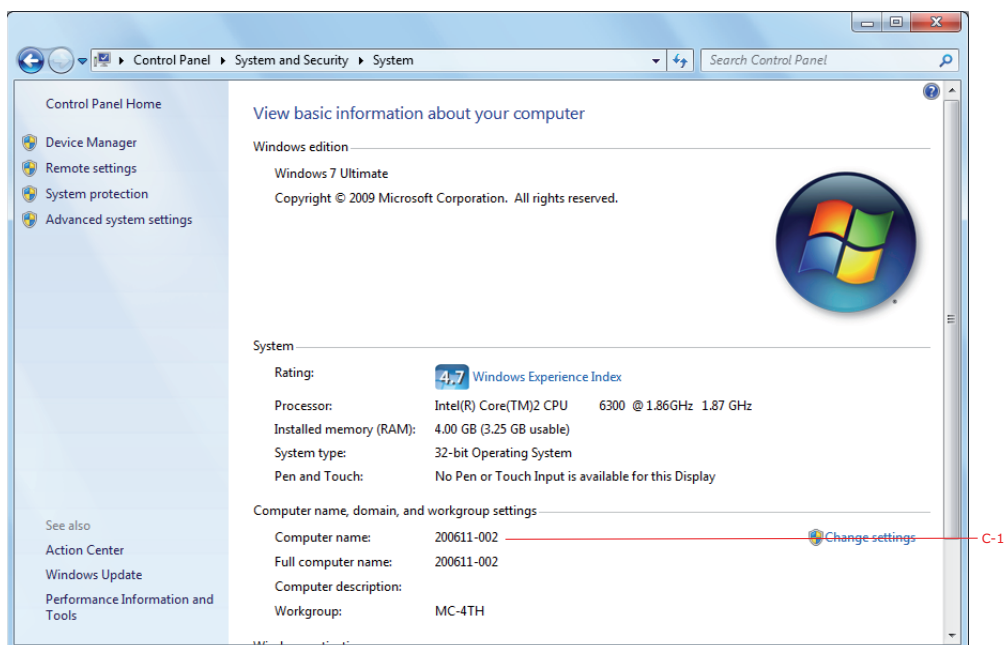 Control Panel ▸ System and Security ▸ System
Search Control Panel
Control Panel Home
Device Manager
Remote settings
System protection
Advanced system settings
See also
Action Center
Windows Update
Performance Information and
Tools
View basic information about your computer
Windows edition
Windows 7 Ultimate
Copyright © 2009 Microsoft Corporation. All rights reserved.
System
Rating:
4.7 Windows Experience Index
Processor: Intel(R) Core(TM)2 CPU 6300 @ 1.86GHz 1.87 GHz
Installed memory (RAM): 4.00 GB (3.25 GB usable)
System type: 32-bit Operating System
Pen and Touch: No Pen or Touch Input is available for this Display
Computer name, domain, and workgroup settings
Computer name: 200611-002
Change settings
C-1
Full computer name: 200611-002
Computer description:
Workgroup: MC-4TH